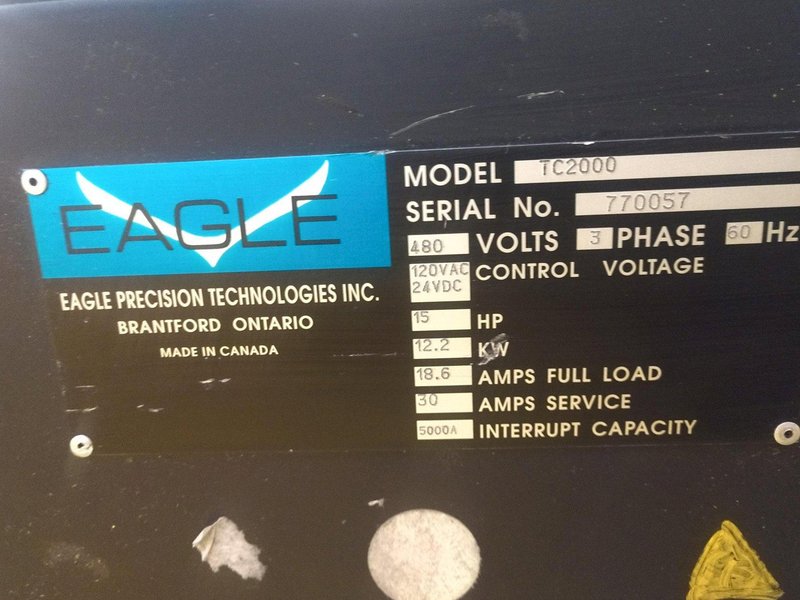 EAGLE
EAGLE PRECISION TECHNOLOGIES INC.
BRANTFORD ONTARIO
MADE IN CANADA
MODEL TC2000
SERIAL No. 770057
480 VOLTS 3 PHASE 60 Hz
120VAC CONTROL VOLTAGE
24VDC
15 HP
12.2 KW
18.6 AMPS FULL LOAD
30 AMPS SERVICE
5000A INTERRUPT CAPACITY